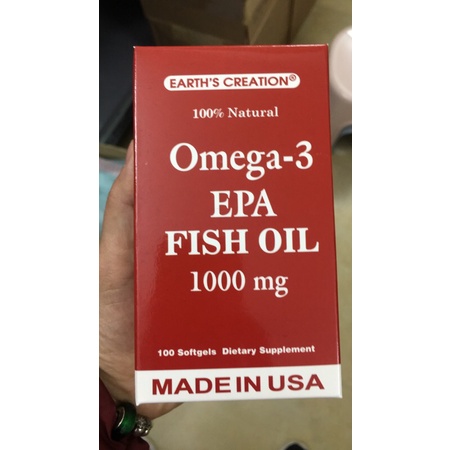 EARTH'S CREATION®
100% Natural
Omega-3
EPA
FISH OIL
1000 mg
100 Softgels Dietary Supplement
MADE IN USA